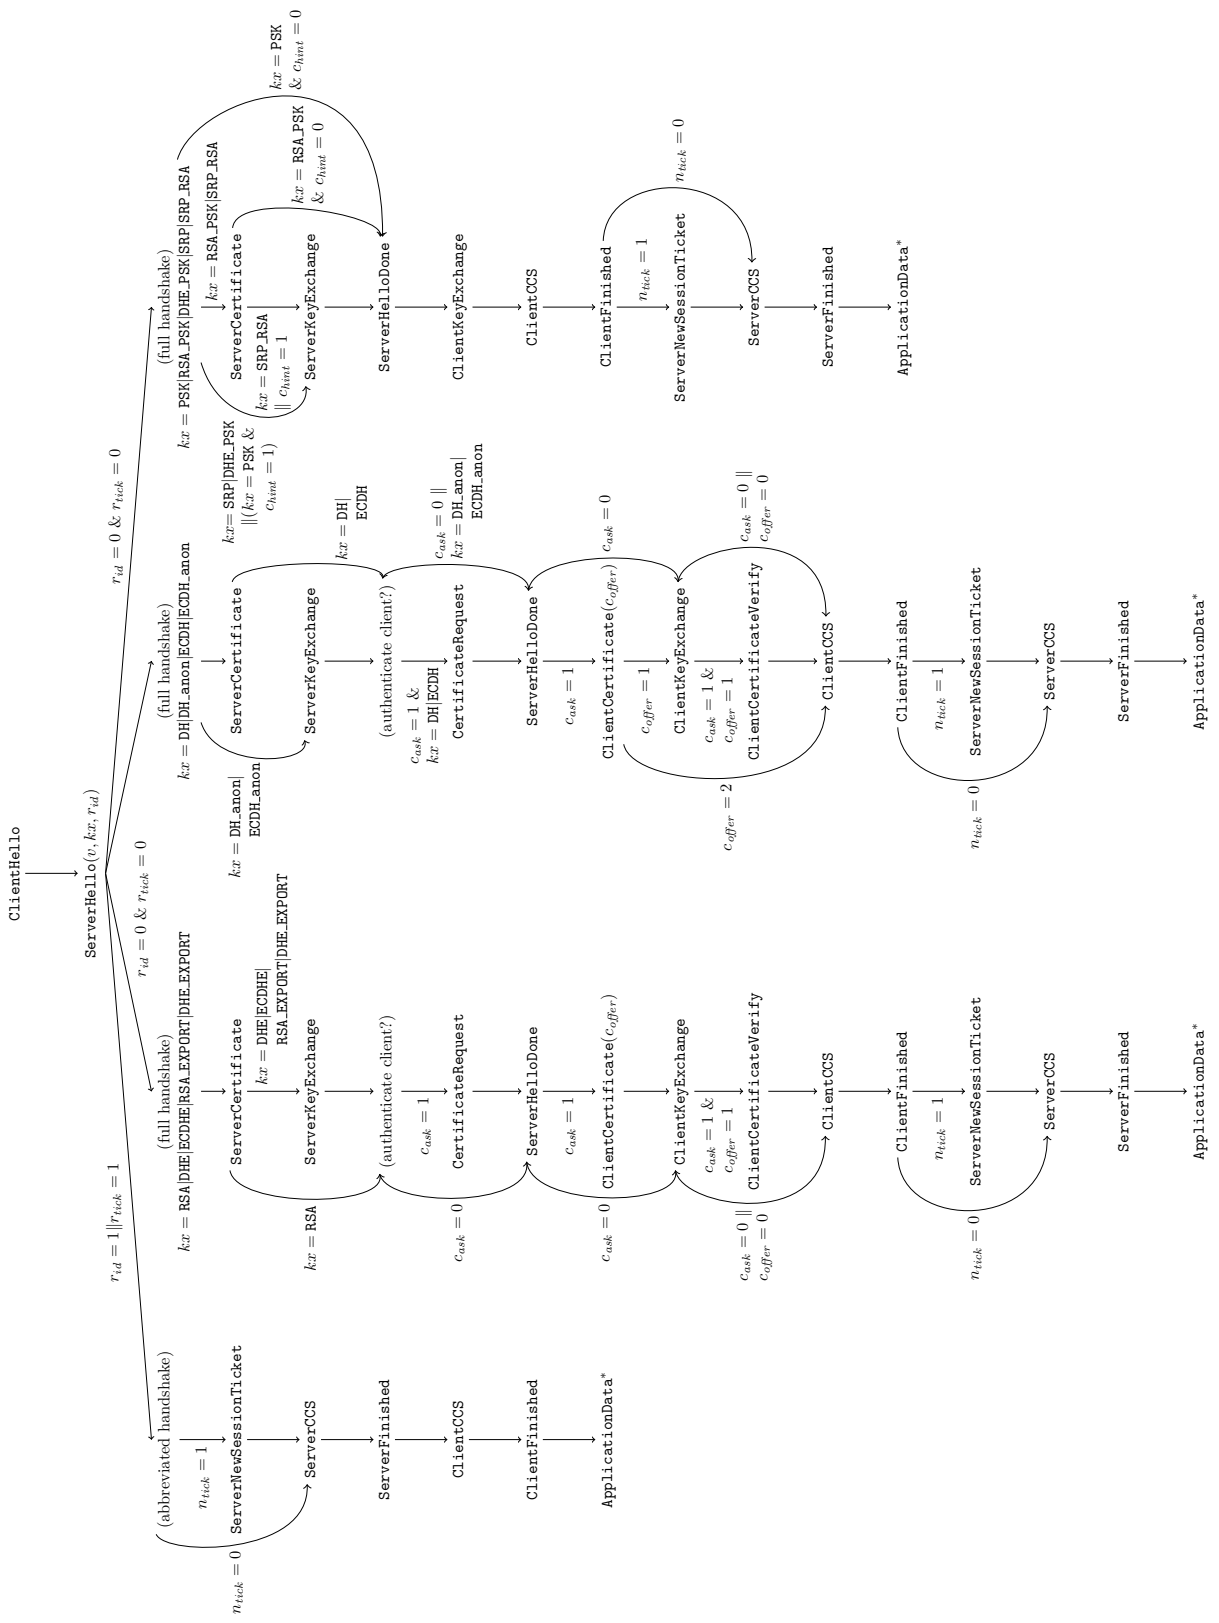 ClientHello
ServerHello(v, kx, r_id)
r_id = 1‖r_tick = 1
r_id = 0 & r_tick = 0
r_id = 0 & r_tick = 0
(abbreviated handshake)
n_tick = 1
ServerNewSessionTicket
n_tick = 0
ServerCCS
ServerFinished
ClientCCS
ClientFinished
ApplicationData*
(full handshake)
kx = RSA|DHE|ECDHE|RSA_EXPORT|DHE_EXPORT
ServerCertificate
kx = DHE|ECDHE|
RSA_EXPORT|DHE_EXPORT
kx = RSA
ServerKeyExchange
(authenticate client?)
c_ask = 1
c_ask = 0
CertificateRequest
ServerHelloDone
c_ask = 1
c_ask = 0
ClientCertificate(c_offer)
ClientKeyExchange
c_ask = 1 &
c_offer = 1
c_ask = 0 ‖
c_offer = 0
ClientCertificateVerify
ClientCCS
ClientFinished
n_tick = 1
n_tick = 0
ServerNewSessionTicket
ServerCCS
ServerFinished
ApplicationData*
(full handshake)
kx = DH|DH_anon|ECDH|ECDH_anon
ServerCertificate
kx = DH_anon|
ECDH_anon
kx = DH|
ECDH
ServerKeyExchange
(authenticate client?)
c_ask = 1 &
kx = DH|ECDH
c_ask = 0 ‖
kx = DH_anon|
ECDH_anon
CertificateRequest
ServerHelloDone
c_ask = 1
c_ask = 0
ClientCertificate(c_offer)
c_offer = 1
c_offer = 2
ClientKeyExchange
c_ask = 1 &
c_offer = 1
c_ask = 0 ‖
c_offer = 0
ClientCertificateVerify
ClientCCS
ClientFinished
n_tick = 1
n_tick = 0
ServerNewSessionTicket
ServerCCS
ServerFinished
ApplicationData*
(full handshake)
kx = PSK|RSA_PSK|DHE_PSK|SRP|SRP_RSA
kx = RSA_PSK|SRP_RSA
kx = PSK
& c_hint = 0
kx= SRP|DHE_PSK
‖(kx = PSK &
c_hint = 1)
ServerCertificate
kx = SRP_RSA
‖ c_hint = 1
kx = RSA_PSK
& c_hint = 0
ServerKeyExchange
ServerHelloDone
ClientKeyExchange
ClientCCS
ClientFinished
n_tick = 1
n_tick = 0
ServerNewSessionTicket
ServerCCS
ServerFinished
ApplicationData*